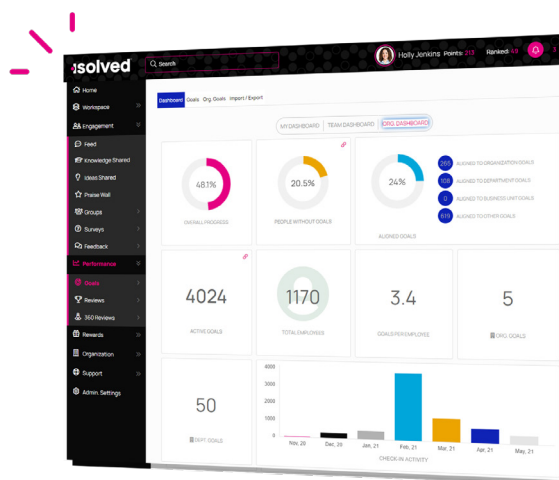 isolved
Search
Holly Jenkins Points: 213 Ranked: 49
Home
Workspace
Engagement
Feed
Knowledge Shared
Ideas Shared
Praise Wall
Groups
Surveys
Feedback
Performance
Goals
Reviews
360 Reviews
Rewards
Organization
Support
Admin. Settings
Dashboard Goals Org. Goals Import / Export
MY DASHBOARD TEAM DASHBOARD ORG. DASHBOARD
48.1%
OVERALL PROGRESS
20.5%
PEOPLE WITHOUT GOALS
24%
ALIGNED GOALS
265 ALIGNED TO ORGANIZATION GOALS
108 ALIGNED TO DEPARTMENT GOALS
0 ALIGNED TO BUSINESS UNIT GOALS
619 ALIGNED TO OTHER GOALS
4024
ACTIVE GOALS
1170
TOTAL EMPLOYEES
3.4
GOALS PER EMPLOYEE
5
ORG. GOALS
50
DEPT. GOALS
4000
3000
2000
1000
0
Nov, 20 Dec, 20 Jan, 21 Feb, 21 Mar, 21 Apr, 21 May, 21
CHECK-IN ACTIVITY